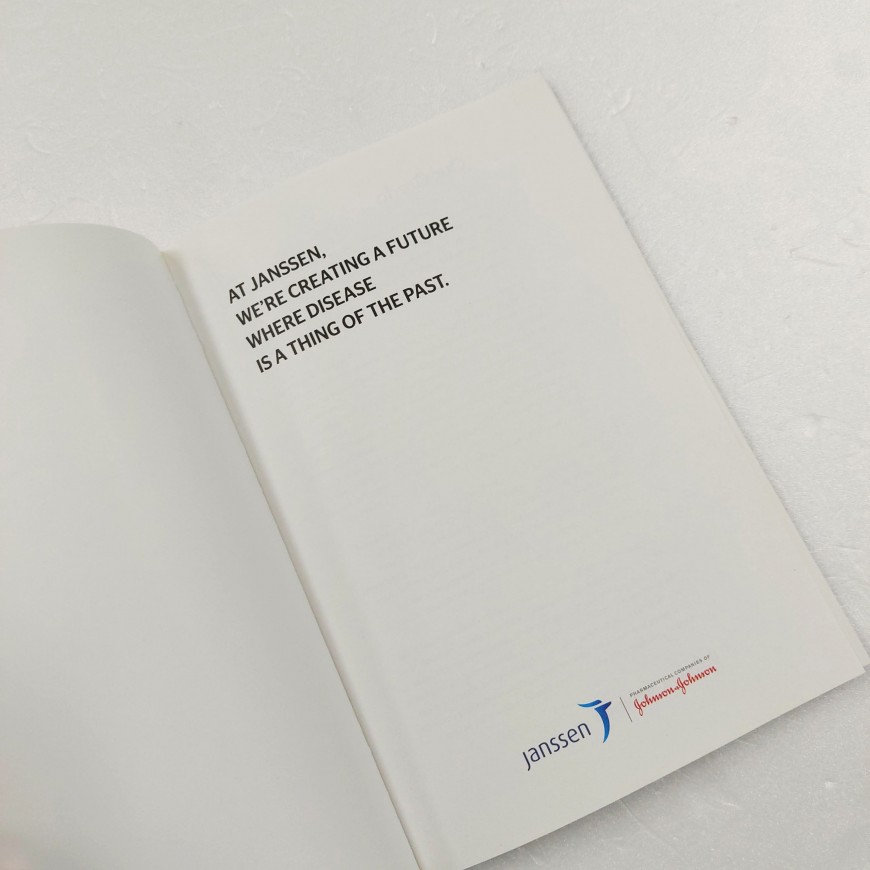 AT JANSSEN,
WE'RE CREATING A FUTURE
WHERE DISEASE
IS A THING OF THE PAST.
Janssen
PHARMACEUTICAL COMPANIES OF
Johnson & Johnson